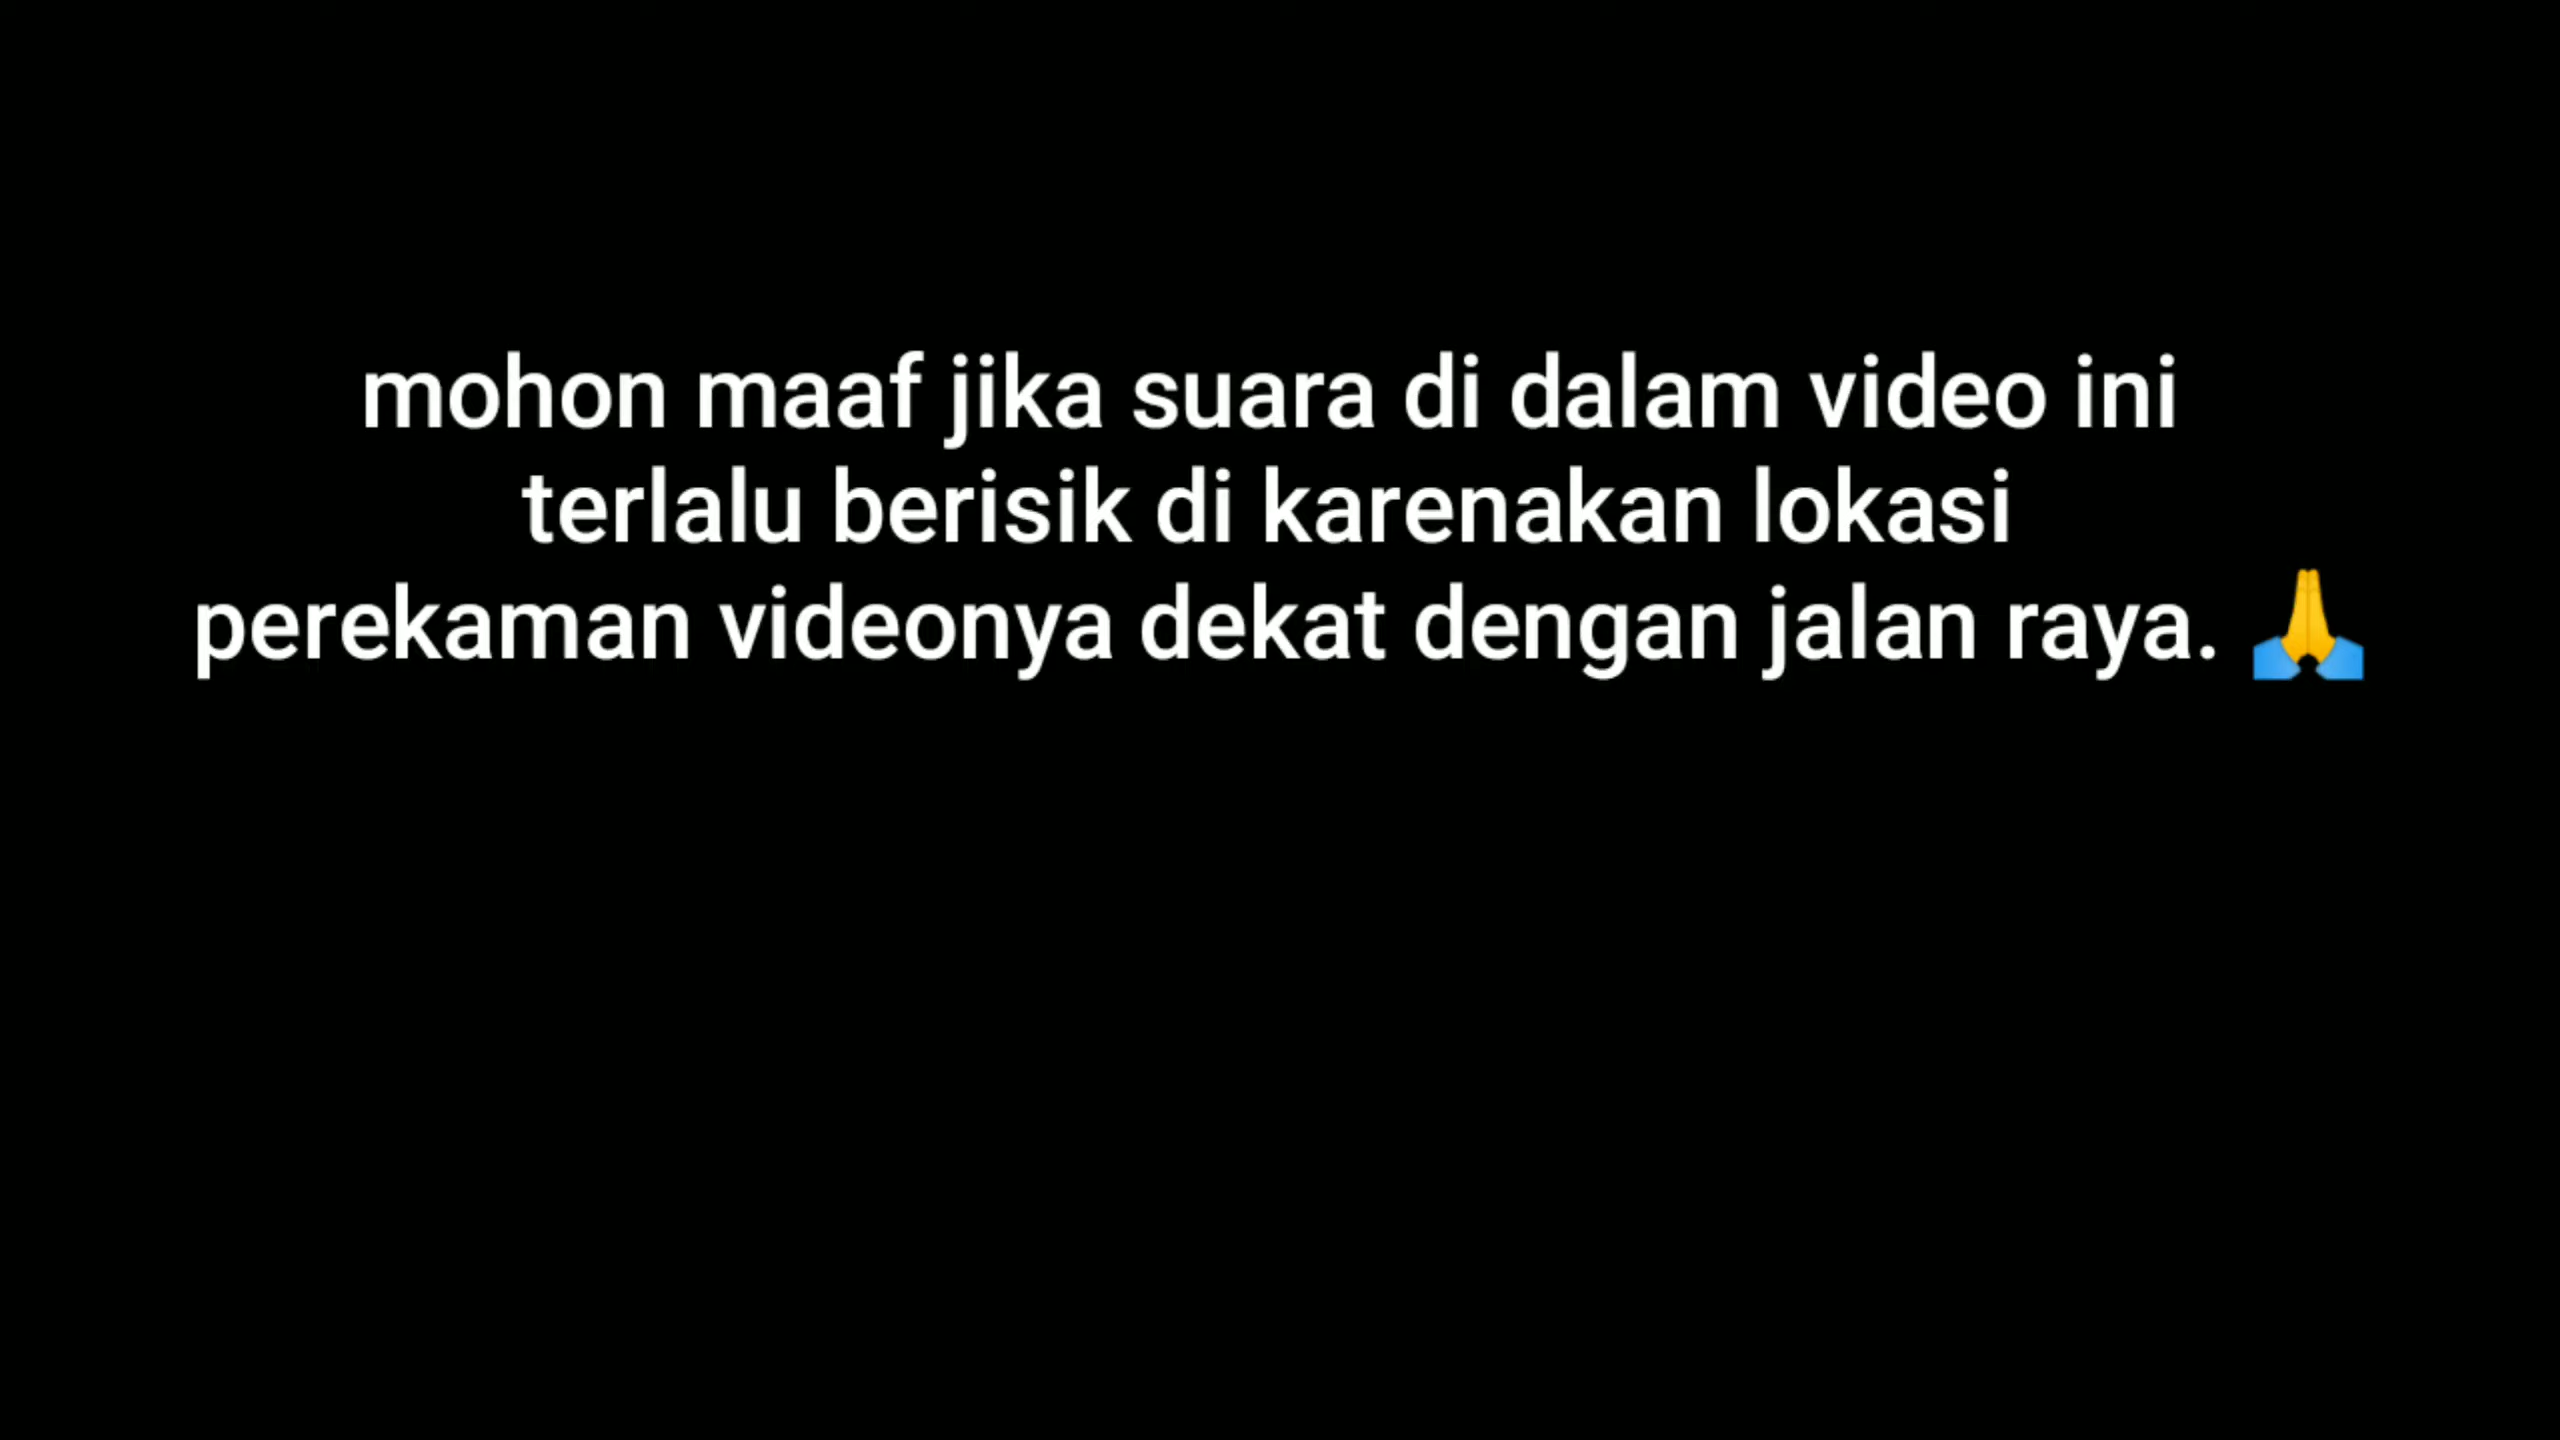 mohon maaf jika suara di dalam video ini
terlalu berisik di karenakan lokasi
perekaman videonya dekat dengan jalan raya. 🙏